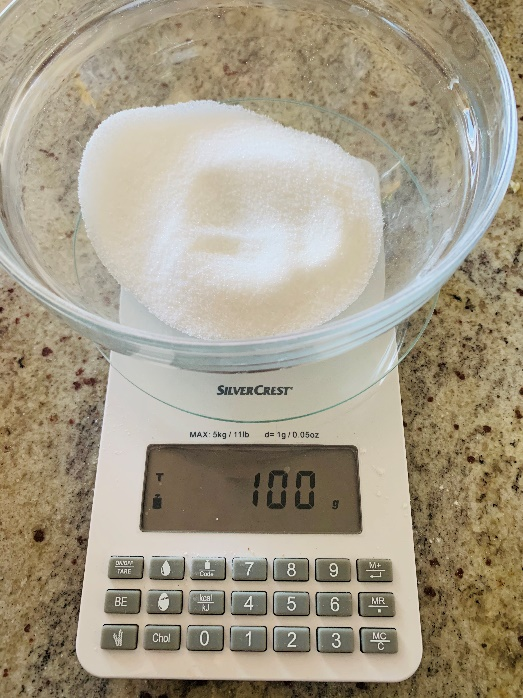 SILVERCREST®
MAX: 5kg / 11lb d= 1g / 0.05oz
T
100 g
ON/OFF TARE Code 7 8 9 M+
BE kcal kJ 4 5 6 MR
Chol 0 1 2 3 MC C